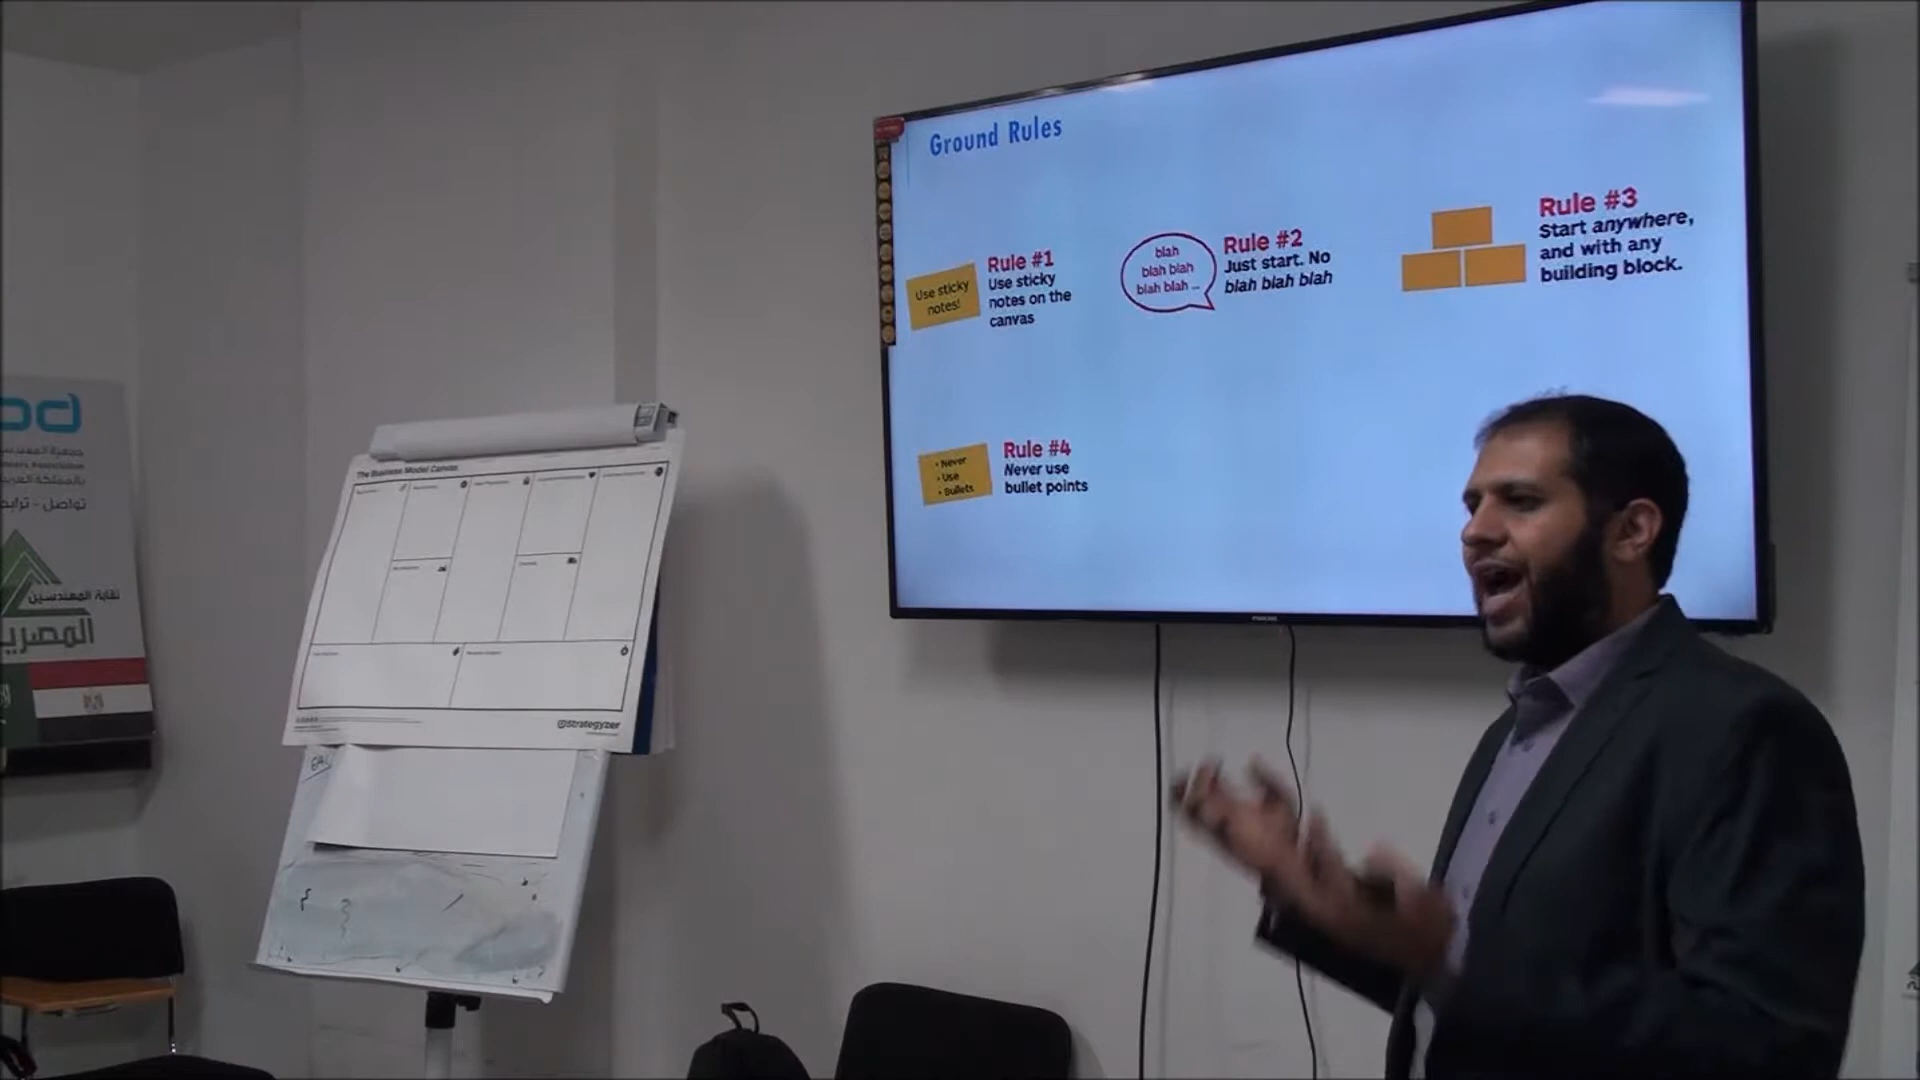 Ground Rules
Use sticky
notes!
Rule #1
Use sticky
notes on the
canvas
blah
blah blah
blah blah ...
Rule #2
Just start. No
blah blah blah
Rule #3
Start anywhere,
and with any
building block.
• Never
• Use
• Bullets
Rule #4
Never use
bullet points
The Business Model Canvas
Strategyzer
تواصل - ترابط
نقابة المهندسين